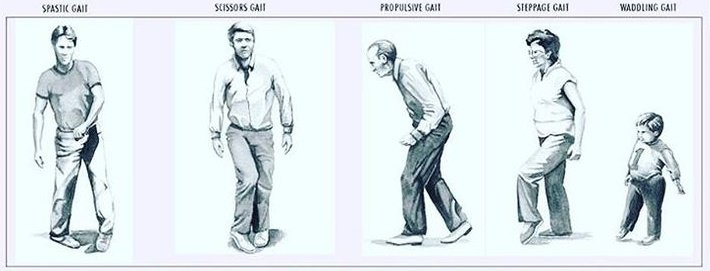 SPASTIC GAIT
SCISSORS GAIT
PROPULSIVE GAIT
STEPPAGE GAIT
WADDLING GAIT